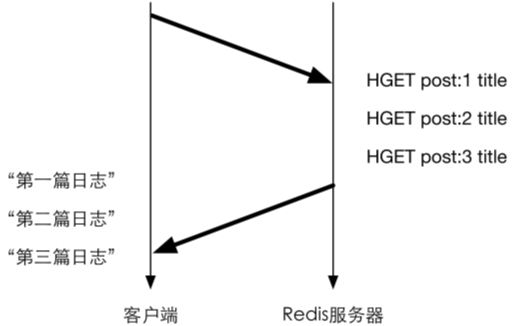 HGET post:1 title
HGET post:2 title
HGET post:3 title
“第一篇日志”
“第二篇日志”
“第三篇日志”
客户端
Redis服务器